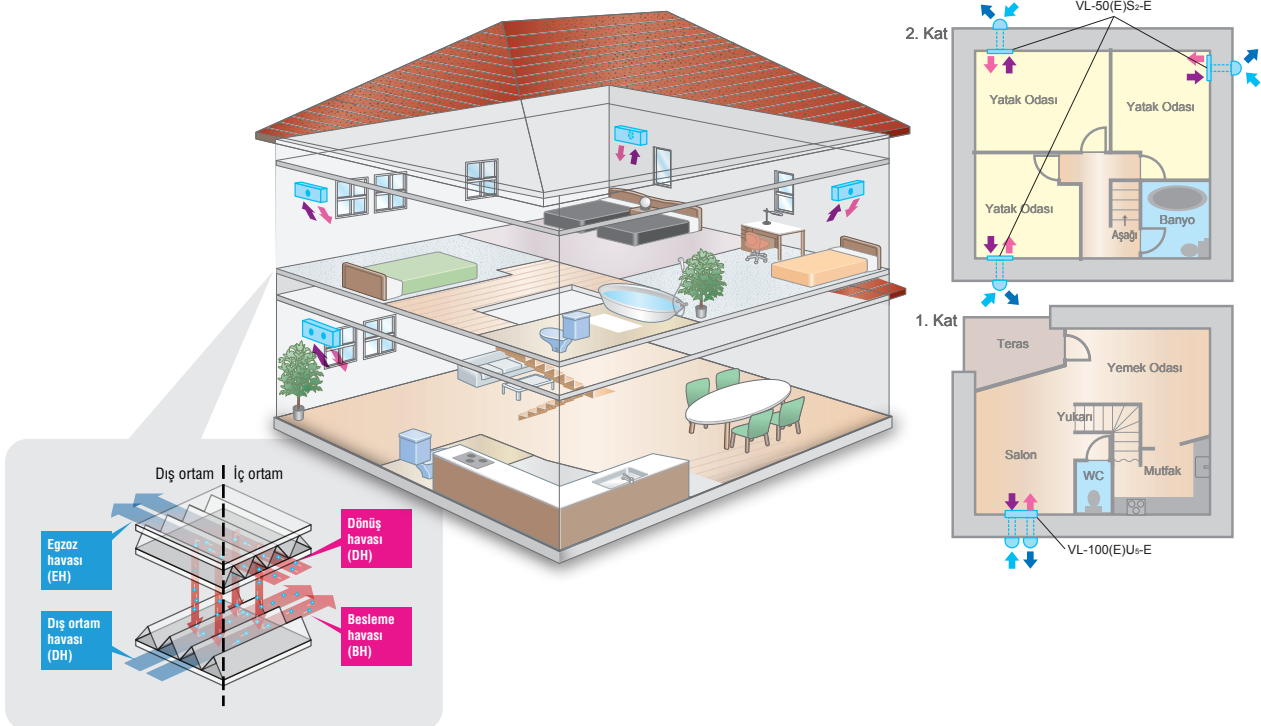 VL-50(E)S₂-E
2. Kat
Yatak Odası
Yatak Odası
Yatak Odası
Banyo
Aşağı
1. Kat
Teras
Yemek Odası
Yukarı
Salon
WC
Mutfak
VL-100(E)U₅-E
Dış ortam
İç ortam
Egzoz
havası
(EH)
Dönüş
havası
(DH)
Dış ortam
havası
(DH)
Besleme
havası
(BH)